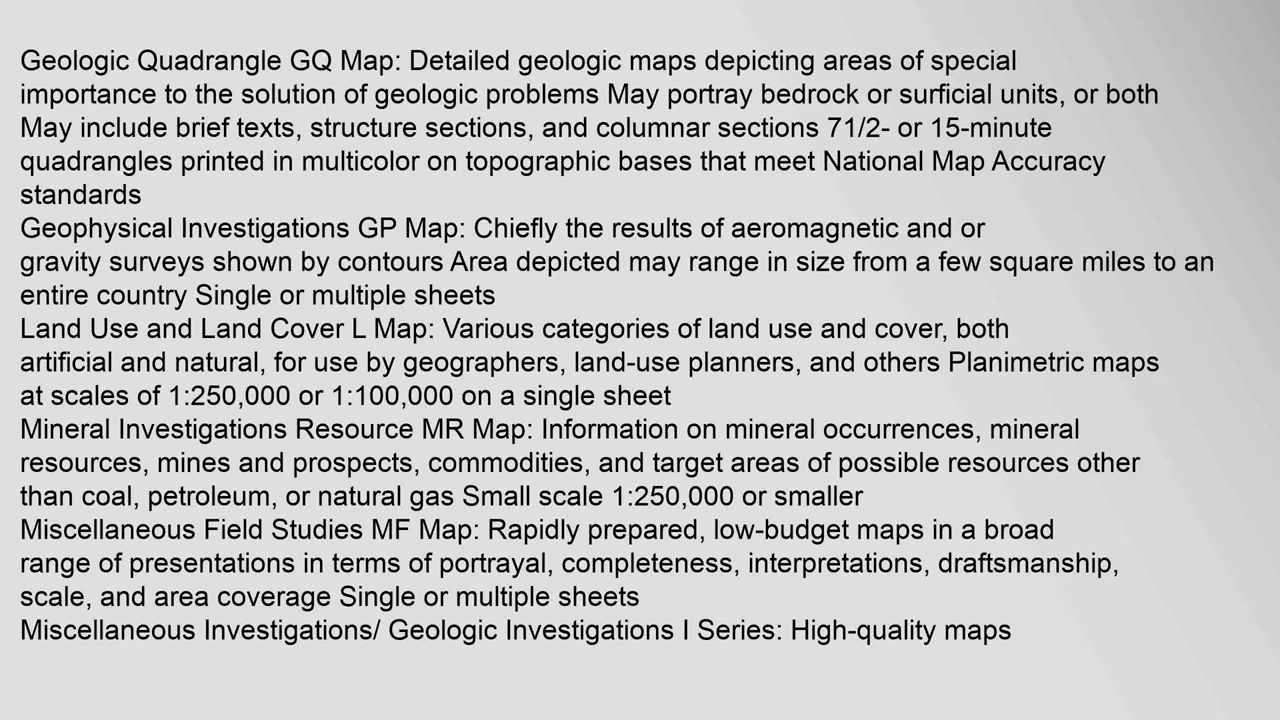 Geologic Quadrangle GQ Map: Detailed geologic maps depicting areas of special
importance to the solution of geologic problems May portray bedrock or surficial units, or both
May include brief texts, structure sections, and columnar sections 71/2- or 15-minute
quadrangles printed in multicolor on topographic bases that meet National Map Accuracy
standards
Geophysical Investigations GP Map: Chiefly the results of aeromagnetic and or
gravity surveys shown by contours Area depicted may range in size from a few square miles to an
entire country Single or multiple sheets
Land Use and Land Cover L Map: Various categories of land use and cover, both
artificial and natural, for use by geographers, land-use planners, and others Planimetric maps
at scales of 1:250,000 or 1:100,000 on a single sheet
Mineral Investigations Resource MR Map: Information on mineral occurrences, mineral
resources, mines and prospects, commodities, and target areas of possible resources other
than coal, petroleum, or natural gas Small scale 1:250,000 or smaller
Miscellaneous Field Studies MF Map: Rapidly prepared, low-budget maps in a broad
range of presentations in terms of portrayal, completeness, interpretations, draftsmanship,
scale, and area coverage Single or multiple sheets
Miscellaneous Investigations/ Geologic Investigations I Series: High-quality maps